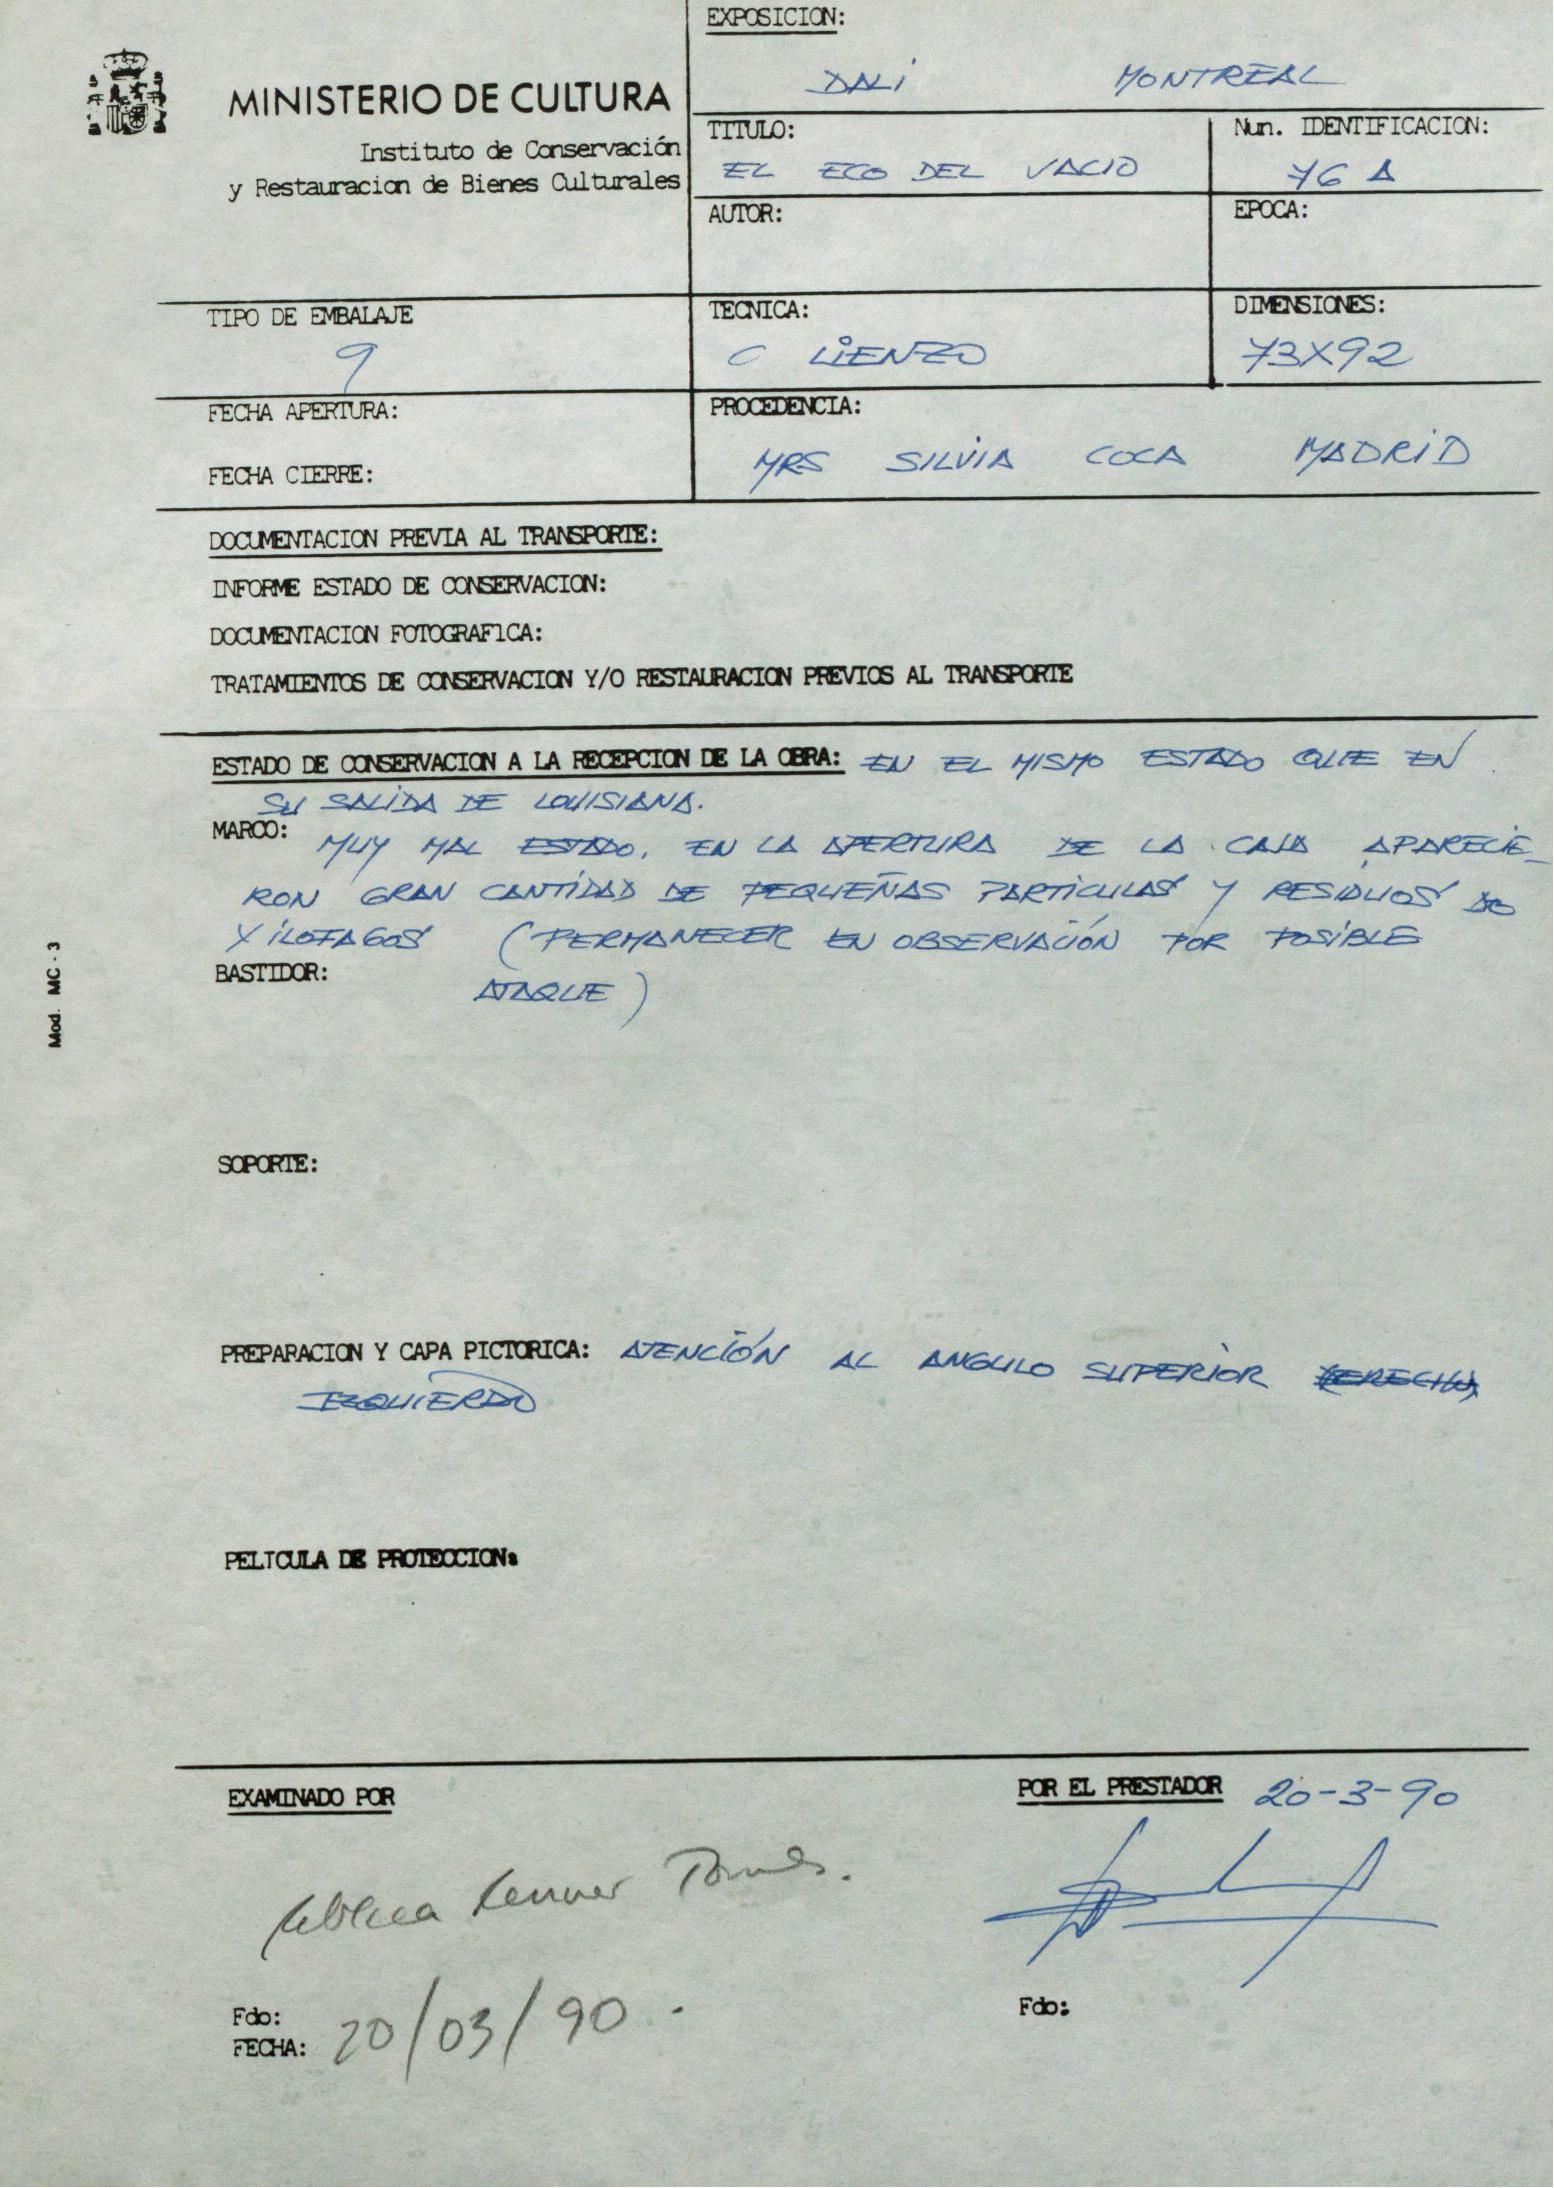 EXPOSICION:
DALÍ MONTREAL
MINISTERIO DE CULTURA
Instituto de Conservación
y Restauracion de Bienes Culturales
TITULO:
EL ECO DEL VACIO
Nun. IDENTIFICACION:
76 A
AUTOR:
EPOCA:
TIPO DE EMBALAJE
9
TECNICA:
O LIENZO
DIMENSIONES:
73X92
FECHA APERTURA:
FECHA CIERRE:
PROCEDENCIA:
MRS SILVIA COCA MADRID
DOCUMENTACION PREVIA AL TRANSPORTE:
INFORME ESTADO DE CONSERVACION:
DOCUMENTACION FOTOGRAFICA:
TRATAMIENTOS DE CONSERVACION Y/O RESTAURACION PREVIOS AL TRANSPORTE
ESTADO DE CONSERVACION A LA RECEPCION DE LA OBRA: EN EL MISMO ESTADO QUE EN
SU SALIDA DE LOUISIANA.
MARCO: MUY MAL ESTADO. EN LA APERTURA DE LA CAJA APARECIE-
RON GRAN CANTIDAD DE PEQUEÑAS PARTICULAS Y RESIDUOS DE
XILOFAGOS (PERMANECER EN OBSERVACIÓN POR POSIBLE
BASTIDOR: ATAQUE)
Mod. MC-3
SOPORTE:
PREPARACION Y CAPA PICTORICA: ATENCIÓN AL ANGULO SUPERIOR DERECHO
IZQUIERDO
PELICULA DE PROTECCION:
EXAMINADO POR
POR EL PRESTADOR 20-3-90
Fdo:
FECHA: 20/03/90.
Fdo: